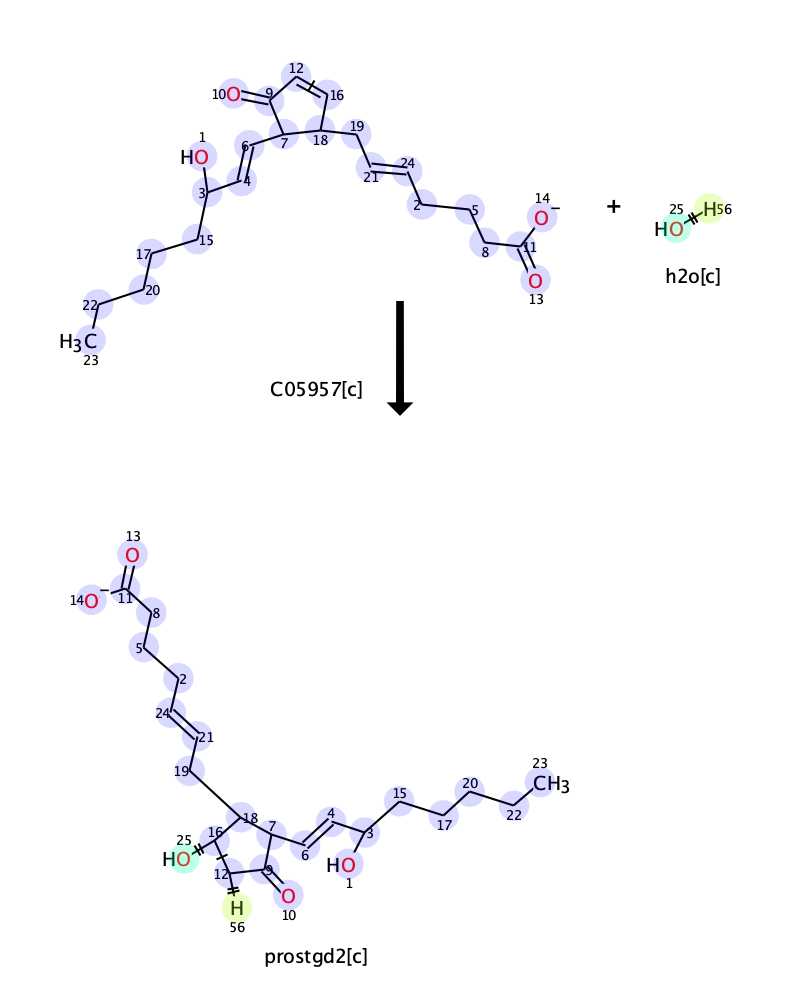 12
10 O 9 16
1 19
HO 6 7 18 24
21 14
3 4 2 5 O⁻ + 25 H 56
HO
15 8 11 h2o[c]
17 O
13
20
22
H₃C
23
C05957[c]
13
O
14 O⁻ 11 8
5
2
24
21
19 23
20 CH₃
15
18 7 4 22
25 16 3 17
HO 6
12 9 HO
H O 1
56 10
prostgd2[c]